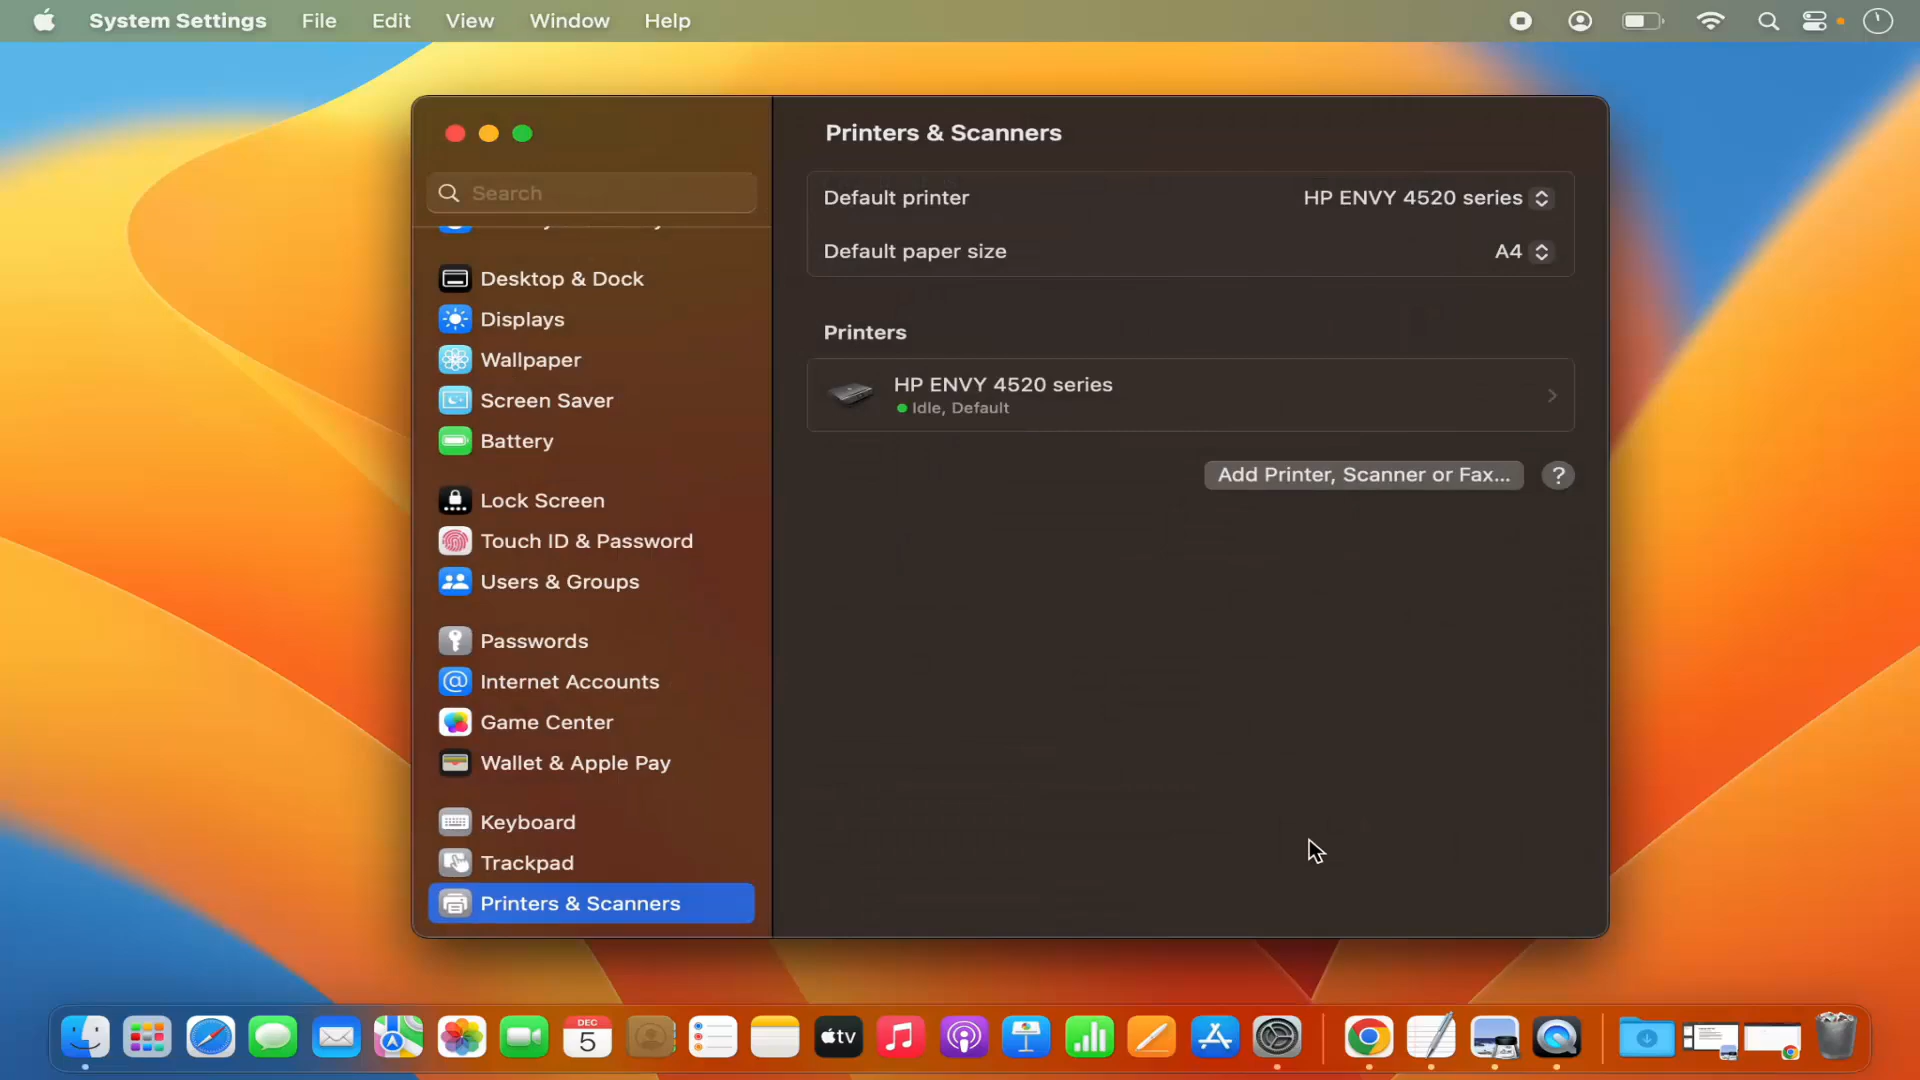 System Settings File Edit View Window Help
Printers & Scanners
Search
Default printer HP ENVY 4520 series
Default paper size A4
Desktop & Dock
Displays
Wallpaper
Screen Saver
Battery
Lock Screen
Touch ID & Password
Users & Groups
Passwords
Internet Accounts
Game Center
Wallet & Apple Pay
Keyboard
Trackpad
Printers & Scanners
Printers
HP ENVY 4520 series
Idle, Default
Add Printer, Scanner or Fax... ?
DEC
5
tv